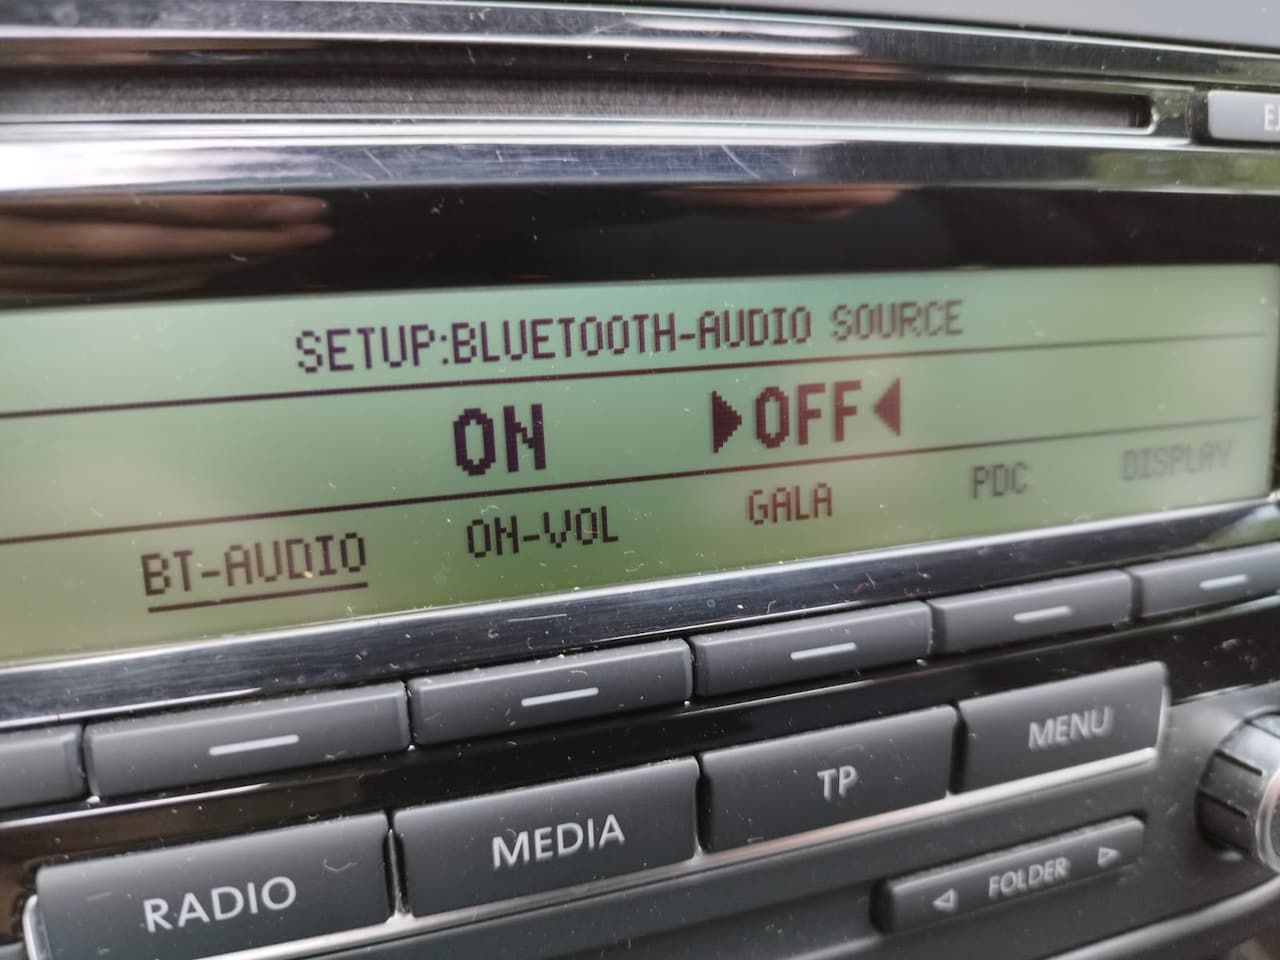 SETUP:BLUETOOTH-AUDIO SOURCE
ON ▶OFF◀
BT-AUDIO ON-VOL GALA PDC DISPLAY
RADIO MEDIA TP MENU
FOLDER